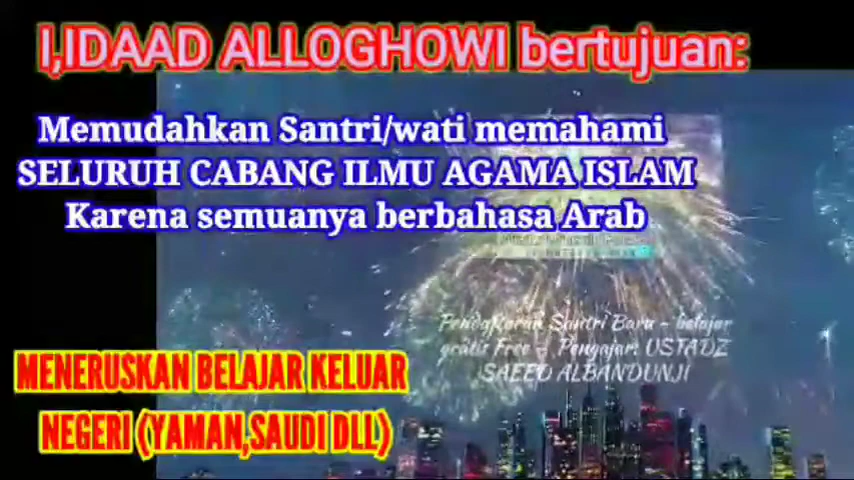 I,IDAAD ALLOGHOWI bertujuan:
Memudahkan Santri/wati memahami
SELURUH CABANG ILMU AGAMA ISLAM
Karena semuanya berbahasa Arab
Pendaftaran Santri Baru - belajar
gratis Free - Pengajar: USTADZ
SAEED ALBANDUNJI
MENERUSKAN BELAJAR KELUAR
NEGERI (YAMAN,SAUDI DLL)